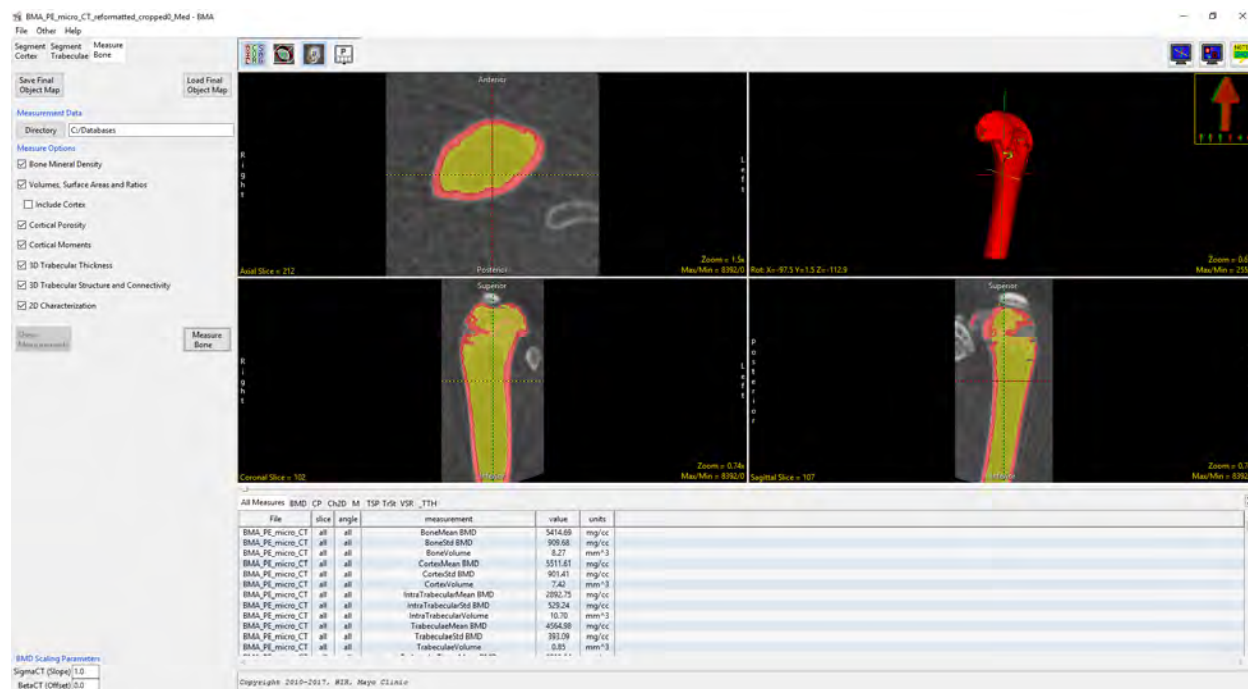 BMA_PE_micro_CT_reformatted_cropped0_Med - BMA
File Other Help
Segment Cortex
Segment Trabeculae
Measure Bone
Save Final Object Map
Load Final Object Map
Measurement Data
Directory C:/Databases
Measure Options
Bone Mineral Density
Volumes, Surface Areas and Ratios
Include Cortex
Cortical Porosity
Cortical Moments
3D Trabecular Thickness
3D Trabecular Structure and Connectivity
2D Characterization
Measure Bone
BMD Scaling Parameters
SigmaCT (Slope) 1.0
BetaCT (Offset) 0.0
P
Anterior
Right
Left
Posterior
Axial Slice = 212
Zoom = 1.5x
Max/Min = 8392/0
Rot: X=-97.5 Y=1.5 Z=-112.9
Superior
Right
Left
Coronal Slice = 102
Zoom = 0.74x
Max/Min = 8392/0
Superior
Posterior
Sagittal Slice = 107
All Measures BMD CP Ch2D M TSP TrSt VSR _TTH
File slice angle measurement value units
BMA_PE_micro_CT all all BoneMean BMD 5414.69 mg/cc
BMA_PE_micro_CT all all BoneStd BMD 909.68 mg/cc
BMA_PE_micro_CT all all BoneVolume 8.27 mm^3
BMA_PE_micro_CT all all CortexMean BMD 5511.61 mg/cc
BMA_PE_micro_CT all all CortexStd BMD 901.41 mg/cc
BMA_PE_micro_CT all all CortexVolume 7.42 mm^3
BMA_PE_micro_CT all all IntraTrabecularMean BMD 2892.75 mg/cc
BMA_PE_micro_CT all all IntraTrabecularStd BMD 529.24 mg/cc
BMA_PE_micro_CT all all IntraTrabecularVolume 10.70 mm^3
BMA_PE_micro_CT all all TrabeculaeMean BMD 4564.98 mg/cc
BMA_PE_micro_CT all all TrabeculaeStd BMD 393.09 mg/cc
BMA_PE_micro_CT all all TrabeculaeVolume 0.85 mm^3
Copyright 2010-2017, BIR, Mayo Clinic